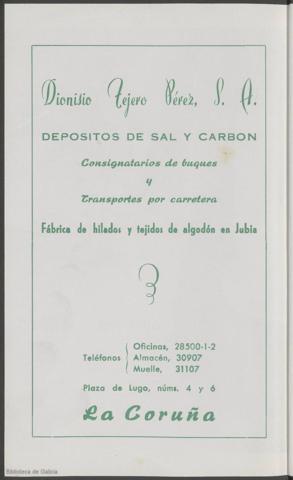 Dionisio Tejero Pérez, S. A.
DEPOSITOS DE SAL Y CARBON
Consignatarios de buques
y
Transportes por carretera
Fábrica de hilados y tejidos de algodón en Jubia
Teléfonos
Oficinas, 28500-1-2
Almacén, 30907
Muelle, 31107
Plaza de Lugo, núms. 4 y 6
La Coruña
Biblioteca de Galicia